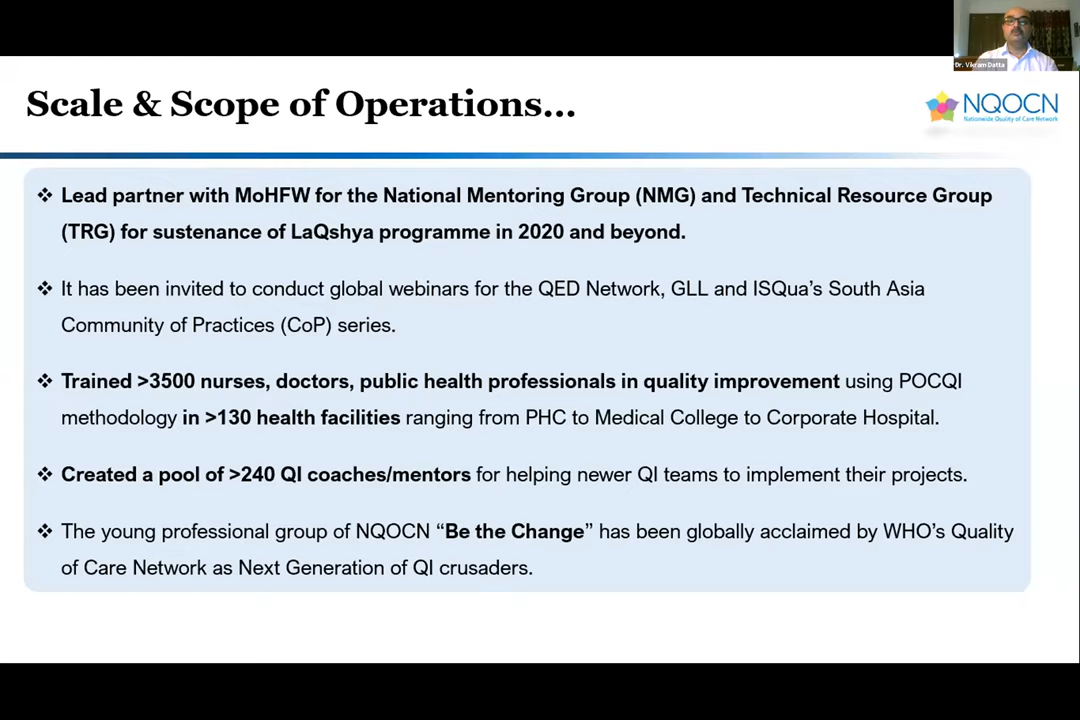 Dr. Vikram Datta
Scale & Scope of Operations...
NQOCN
Nationwide Quality of Care Network
❖ Lead partner with MoHFW for the National Mentoring Group (NMG) and Technical Resource Group
(TRG) for sustenance of LaQshya programme in 2020 and beyond.
❖ It has been invited to conduct global webinars for the QED Network, GLL and ISQua's South Asia
Community of Practices (CoP) series.
❖ Trained >3500 nurses, doctors, public health professionals in quality improvement using POCQI
methodology in >130 health facilities ranging from PHC to Medical College to Corporate Hospital.
❖ Created a pool of >240 QI coaches/mentors for helping newer QI teams to implement their projects.
❖ The young professional group of NQOCN “Be the Change” has been globally acclaimed by WHO's Quality
of Care Network as Next Generation of QI crusaders.